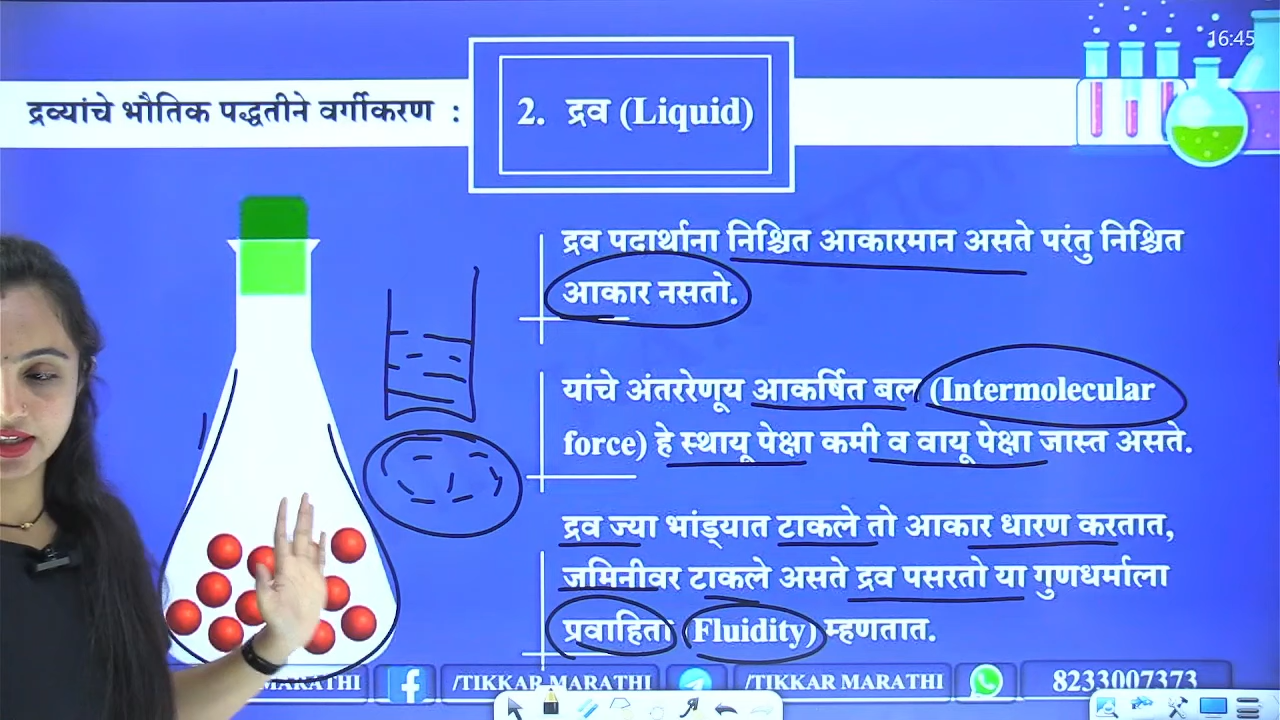 16:45
द्रव्यांचे भौतिक पद्धतीने वर्गीकरण :
2. द्रव (Liquid)
द्रव पदार्थांना निश्चित आकारमान असते परंतु निश्चित
आकार नसतो.
यांचे अंतररेणूय आकर्षित बल (Intermolecular
force) हे स्थायू पेक्षा कमी व वायू पेक्षा जास्त असते.
द्रव ज्या भांड्यात टाकले तो आकार धारण करतात,
जमिनीवर टाकले असते द्रव पसरतो या गुणधर्माला
प्रवाहिता (Fluidity) म्हणतात.
MARATHI /TIKKAR MARATHI /TIKKAR MARATHI 8233007373